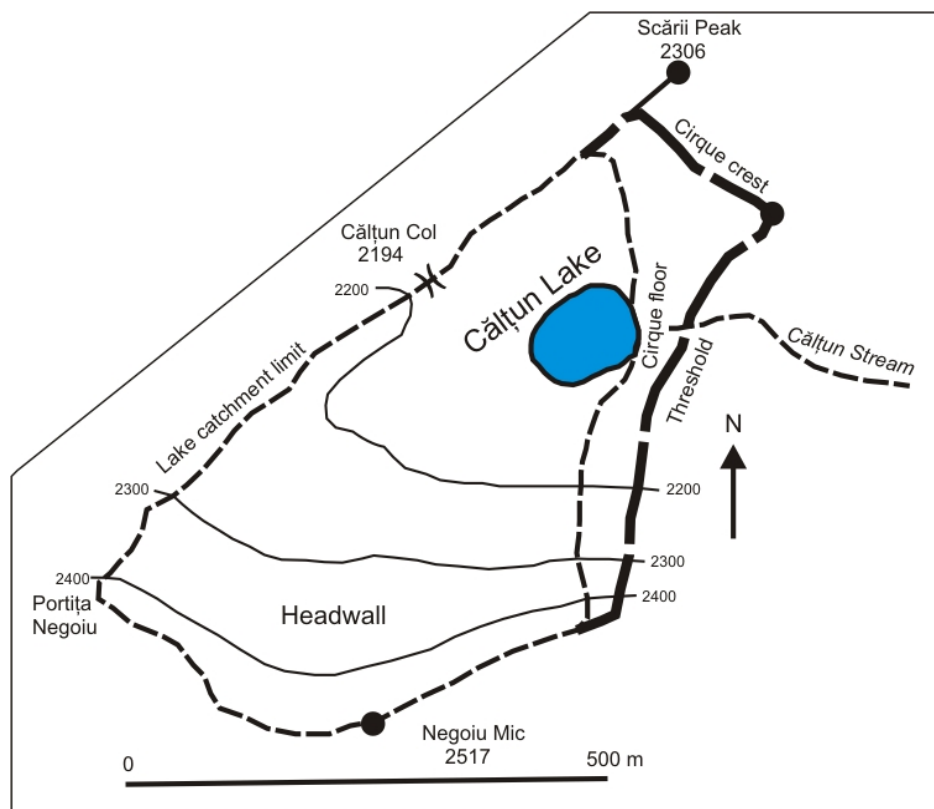 Scării Peak
2306
Cirque crest
Călțun Col
2194
2200
Călțun Lake
Cirque floor
Threshold
Călțun Stream
Lake catchment limit
N
2300
2200
2300
2400
2400
Portița
Negoiu
Headwall
Negoiu Mic
2517
0
500 m